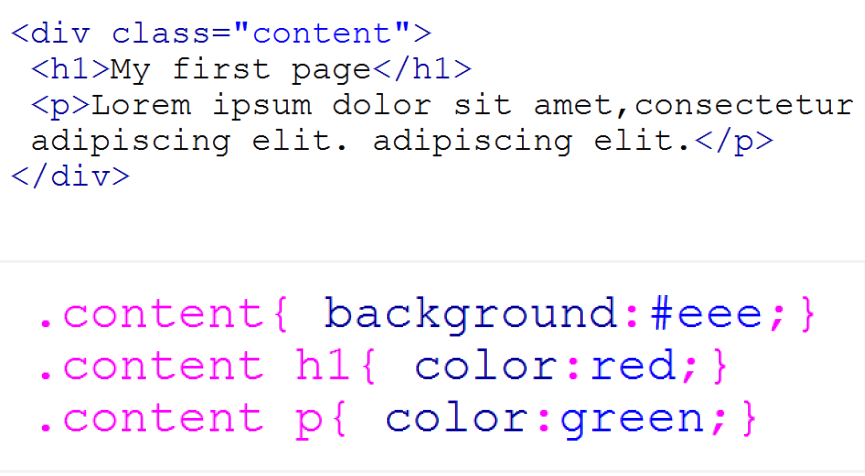 <div class="content">
<h1>My first page</h1>
<p>Lorem ipsum dolor sit amet,consectetur
adipiscing elit. adipiscing elit.</p>
</div>
.content{ background:#eee;}
.content h1{ color:red;}
.content p{ color:green;}